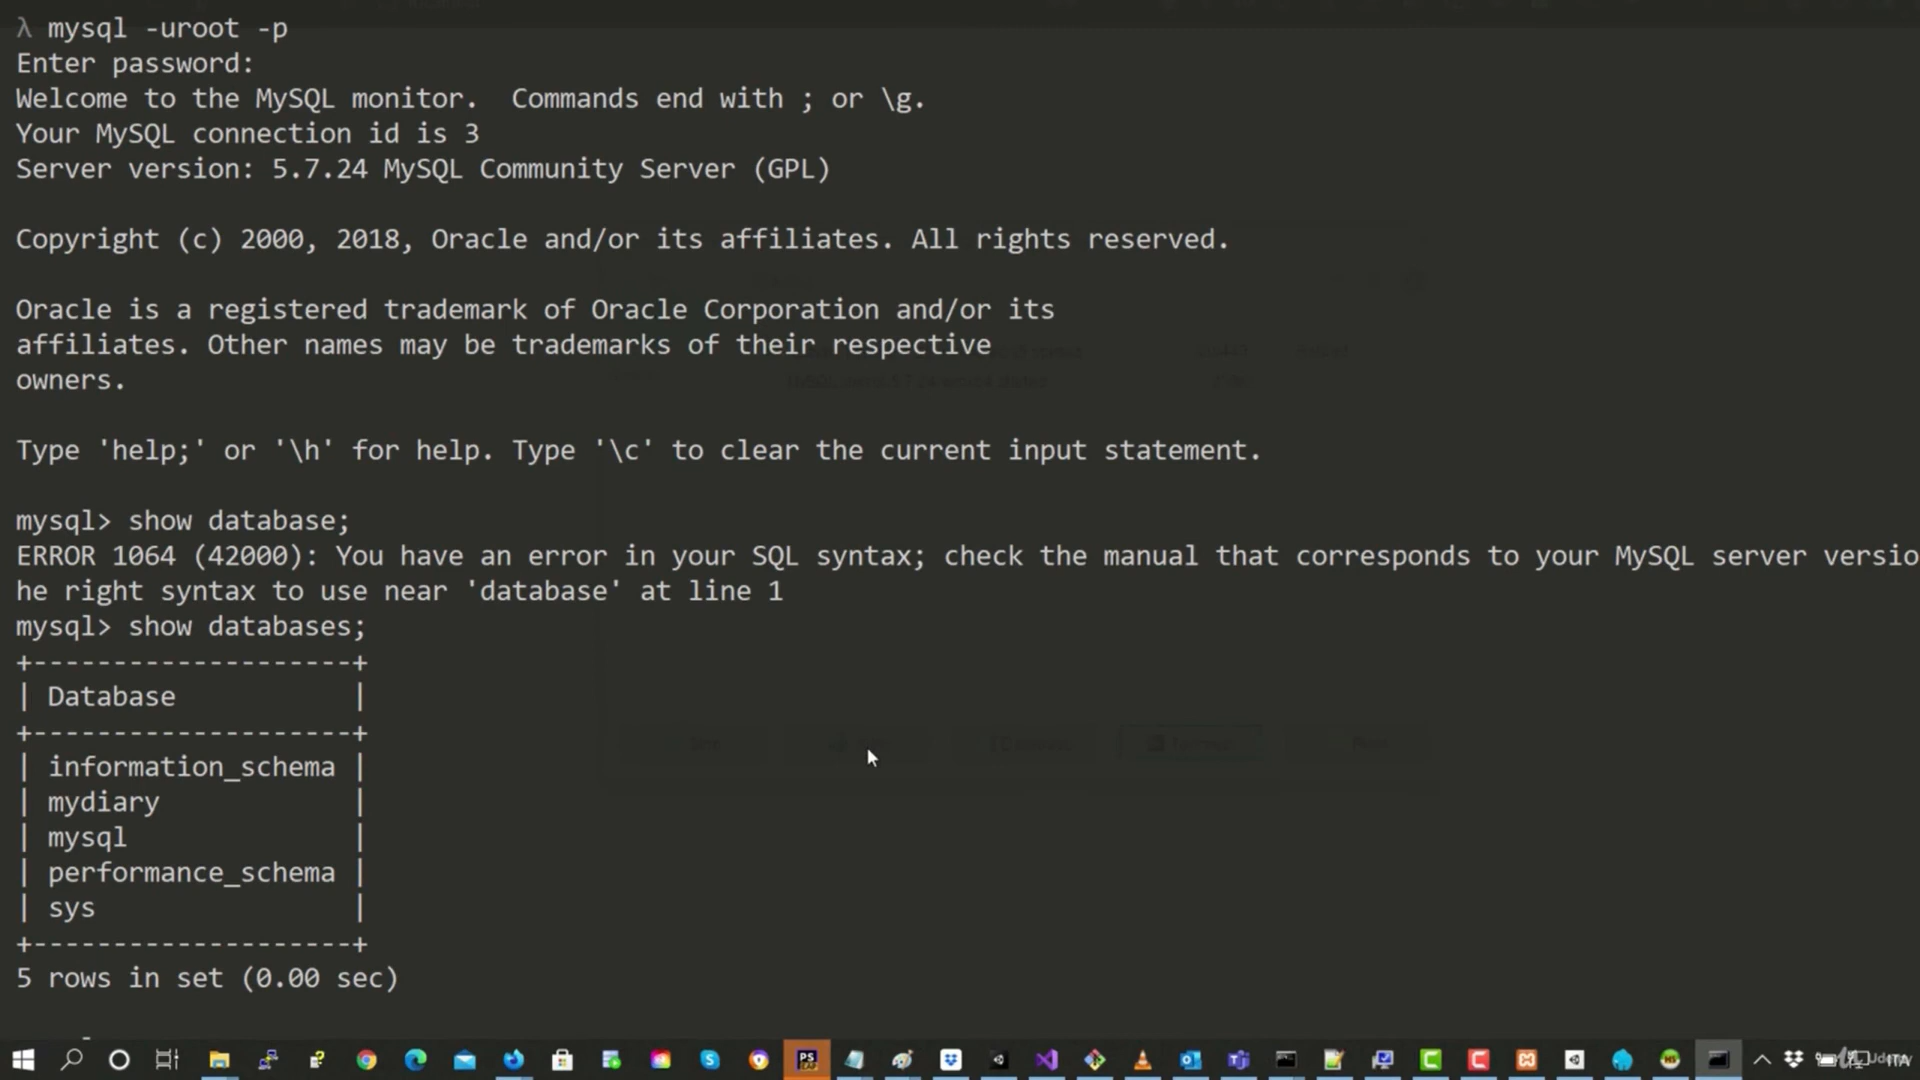 λ mysql -uroot -p
Enter password:
Welcome to the MySQL monitor.  Commands end with ; or \g.
Your MySQL connection id is 3
Server version: 5.7.24 MySQL Community Server (GPL)
Copyright (c) 2000, 2018, Oracle and/or its affiliates. All rights reserved.
Oracle is a registered trademark of Oracle Corporation and/or its
affiliates. Other names may be trademarks of their respective
owners.
Type 'help;' or '\h' for help. Type '\c' to clear the current input statement.
mysql> show database;
ERROR 1064 (42000): You have an error in your SQL syntax; check the manual that corresponds to your MySQL server versio
he right syntax to use near 'database' at line 1
mysql> show databases;
+--------------------+
| Database           |
+--------------------+
| information_schema |
| mydiary            |
| mysql              |
| performance_schema |
| sys                |
+--------------------+
5 rows in set (0.00 sec)
PS
ITA
Udemy